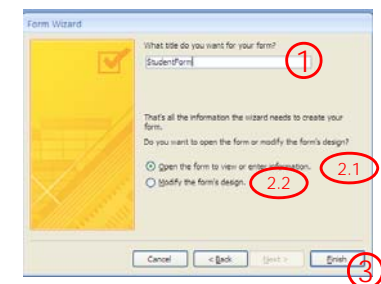 Form Wizard
What title do you want for your form?
StudentForm
1
That's all the information the wizard needs to create your
form.
Do you want to open the form or modify the form's design?
Open the form to view or enter information.
2.1
Modify the form's design.
2.2
Cancel
< Back
Next >
Finish
3